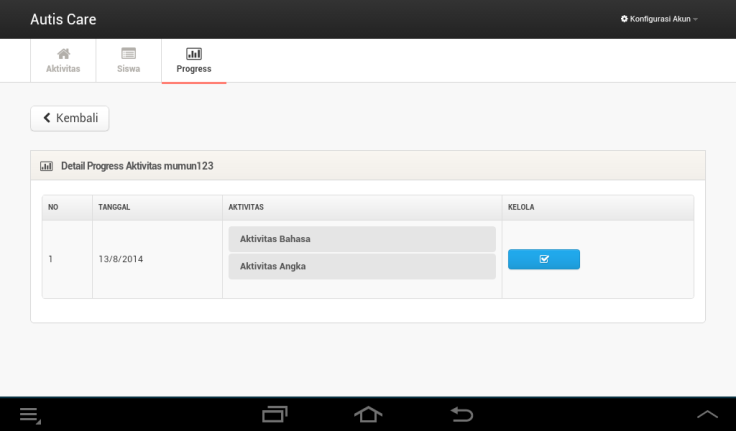 Autis Care
Konfigurasi Akun
Aktivitas
Siswa
Progress
Kembali
Detail Progress Aktivitas mumun123
NO TANGGAL AKTIVITAS KELOLA
1 13/8/2014
Aktivitas Bahasa
Aktivitas Angka